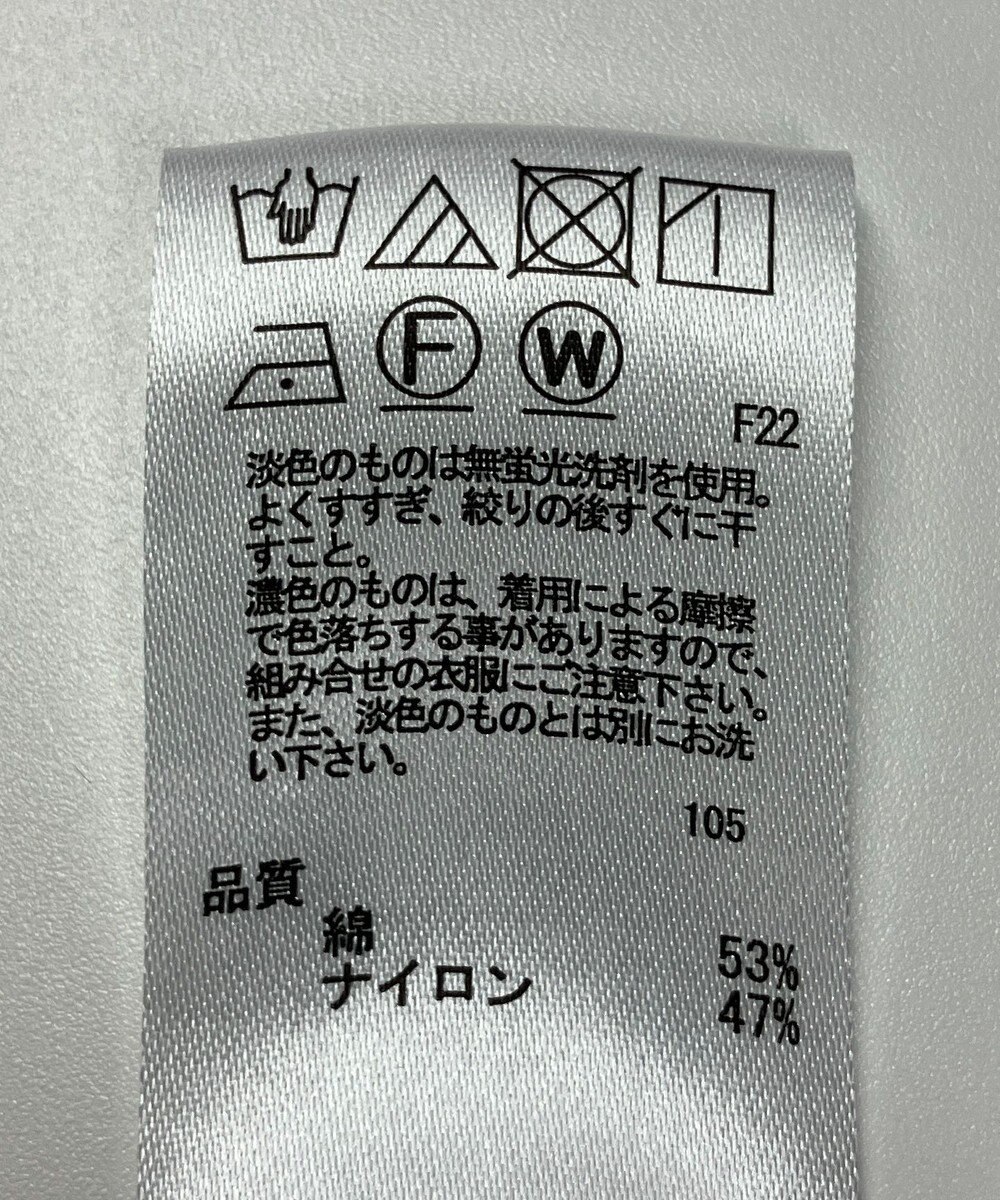 F
W
F22
淡色のものは無蛍光洗剤を使用。
よくすすぎ、絞りの後すぐに干
すこと。
濃色のものは、着用による摩擦
で色落ちする事がありますので、
組み合せの衣服にご注意下さい。
また、淡色のものとは別にお洗
い下さい。
105
品質
綿 53%
ナイロン 47%